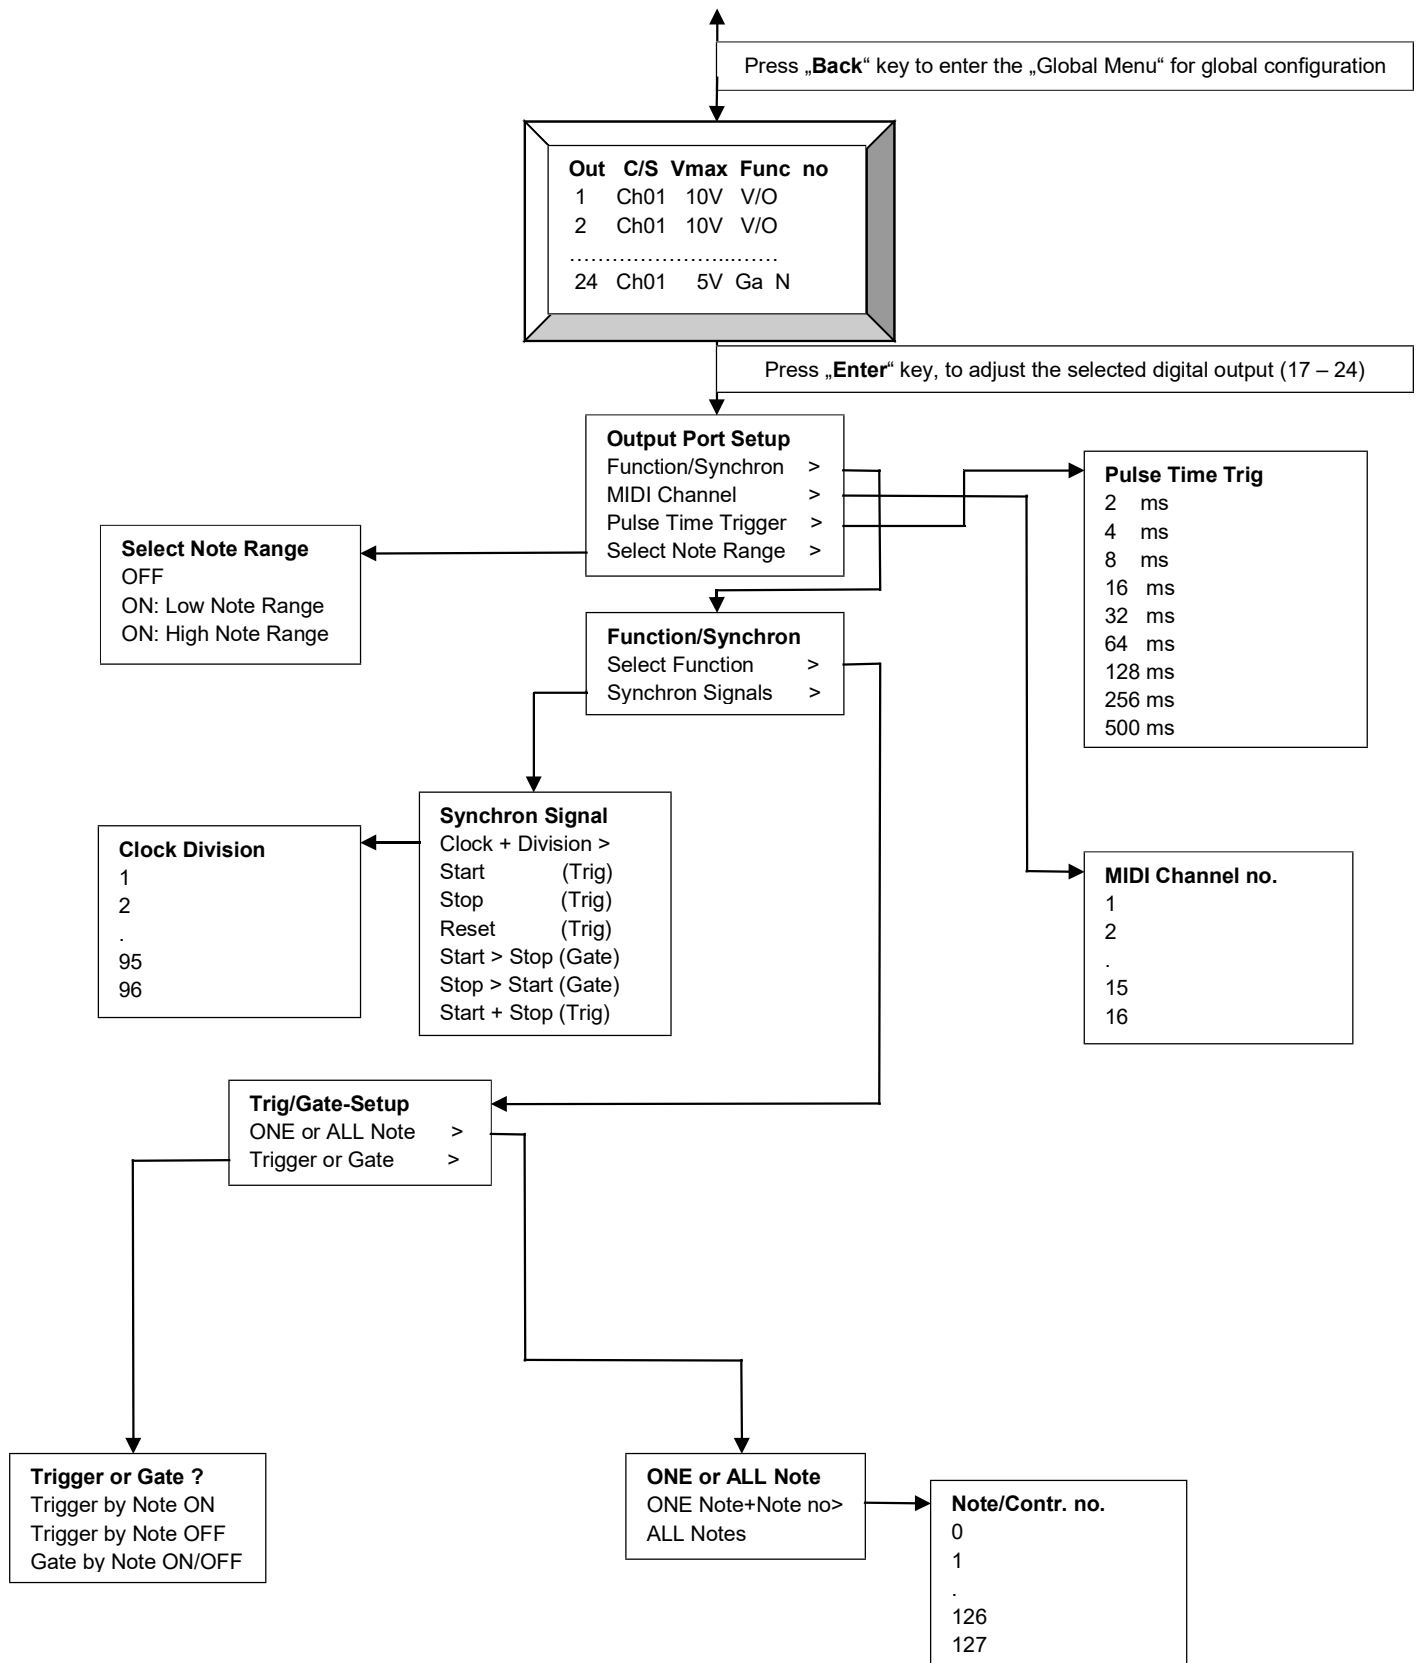 Press „Back“ key to enter the „Global Menu“ for global configuration
Out C/S Vmax Func no
1 Ch01 10V V/O
2 Ch01 10V V/O
…………………...……
24 Ch01 5V Ga N
Press „Enter“ key, to adjust the selected digital output (17 – 24)
Output Port Setup
Function/Synchron >
MIDI Channel >
Pulse Time Trigger >
Select Note Range >
Pulse Time Trig
2 ms
4 ms
8 ms
16 ms
32 ms
64 ms
128 ms
256 ms
500 ms
Select Note Range
OFF
ON: Low Note Range
ON: High Note Range
Function/Synchron
Select Function >
Synchron Signals >
Synchron Signal
Clock + Division >
Start (Trig)
Stop (Trig)
Reset (Trig)
Start > Stop (Gate)
Stop > Start (Gate)
Start + Stop (Trig)
Clock Division
1
2
.
95
96
MIDI Channel no.
1
2
.
15
16
Trig/Gate-Setup
ONE or ALL Note >
Trigger or Gate >
Trigger or Gate ?
Trigger by Note ON
Trigger by Note OFF
Gate by Note ON/OFF
ONE or ALL Note
ONE Note+Note no>
ALL Notes
Note/Contr. no.
0
1
.
126
127